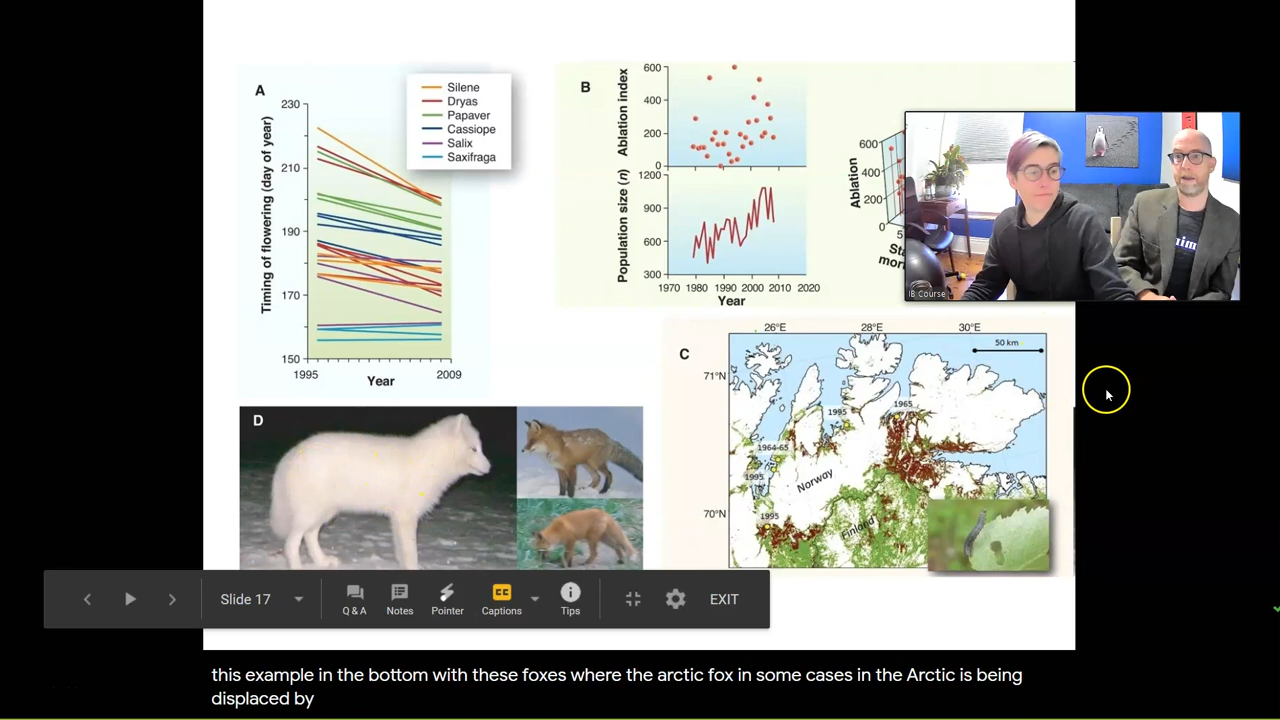 A
Silene
Dryas
Papaver
Cassiope
Salix
Saxifraga
230
210
190
170
150
Timing of flowering (day of year)
1995
2009
Year
B
Ablation index
600
400
200
0
Population size (n)
1200
900
600
300
1970 1980 1990 2000 2010 2020
Year
Ablation
600
400
200
0
5
IB Course
C
26°E 28°E 30°E
50 km
71°N
70°N
1965
1995
1964-65
1995
1995
Norway
Finland
D
Slide 17
Q & A
Notes
Pointer
CC
Captions
Tips
EXIT
this example in the bottom with these foxes where the arctic fox in some cases in the Arctic is being
displaced by